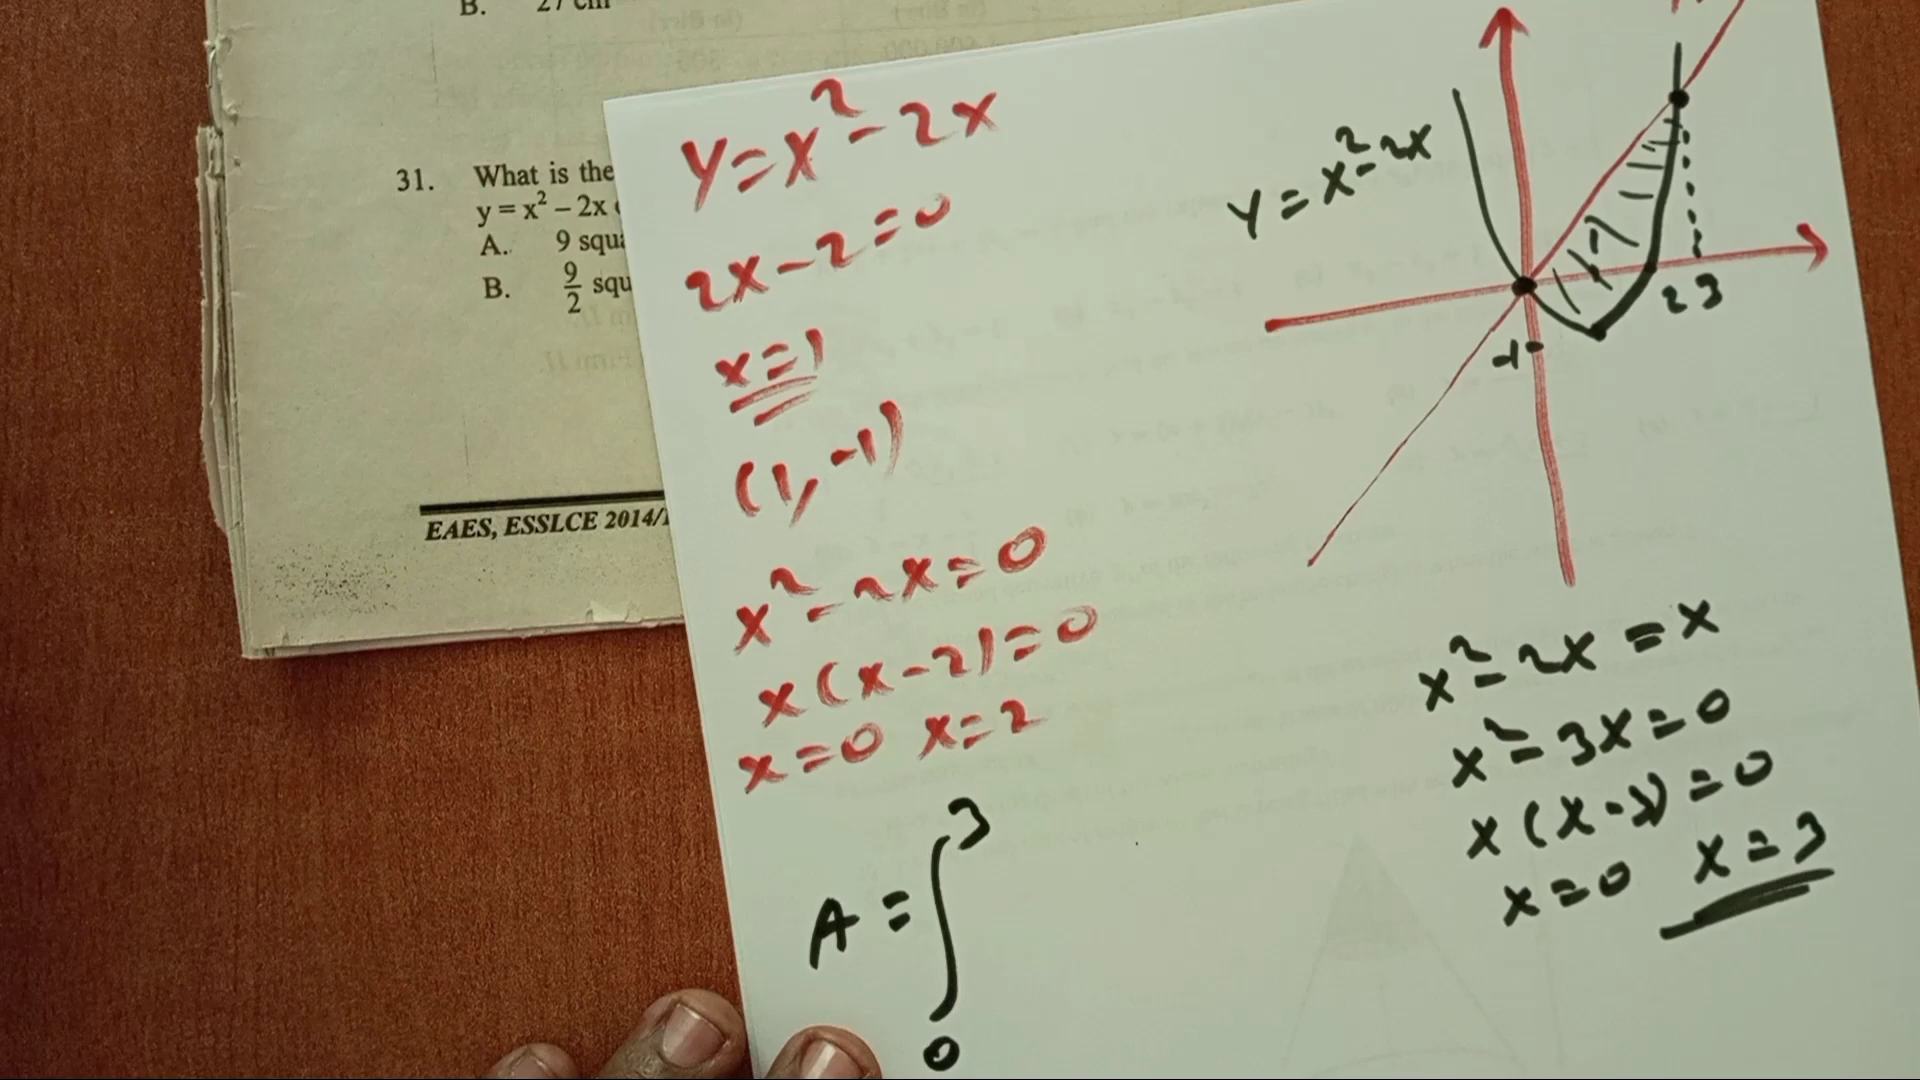 B. 27 cm
31. What is the
y = x² – 2x
A. 9 squa
B. 9/2 squ
EAES, ESSLCE 2014/
y=x²-2x
2x-2=0
x=1
(1,-1)
x²-2x=0
x(x-2)=0
x=0 x=2
A=∫₀³
y=x²-2x
2 3
-1
x²-2x=x
x²-3x=0
x(x-3)=0
x=0 x=3